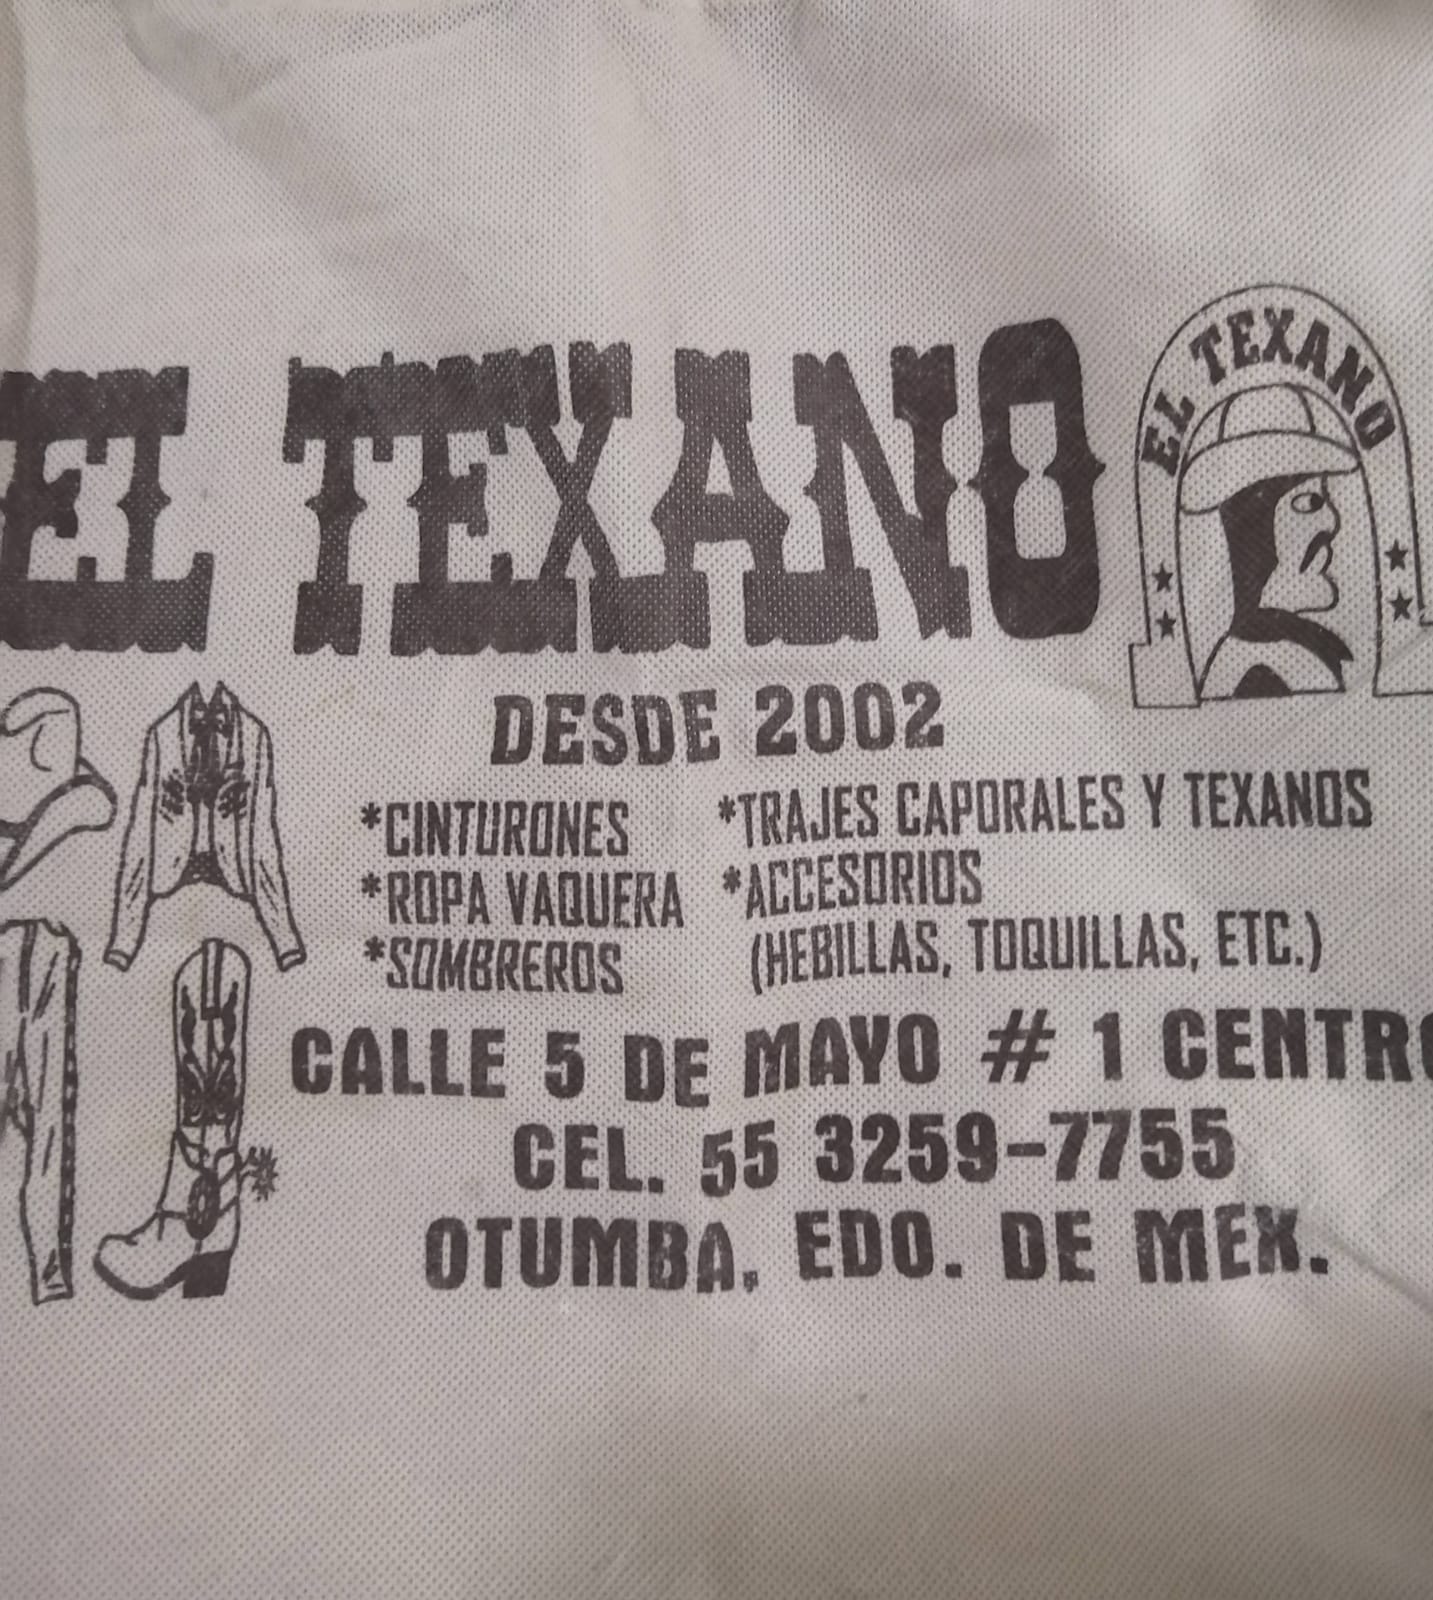 EL TEXANO
EL TEXANO
DESDE 2002
*CINTURONES
*ROPA VAQUERA
*SOMBREROS
*TRAJES CAPORALES Y TEXANOS
*ACCESORIOS
(HEBILLAS, TOQUILLAS, ETC.)
CALLE 5 DE MAYO # 1 CENTRO
CEL. 55 3259-7755
OTUMBA, EDO. DE MEX.